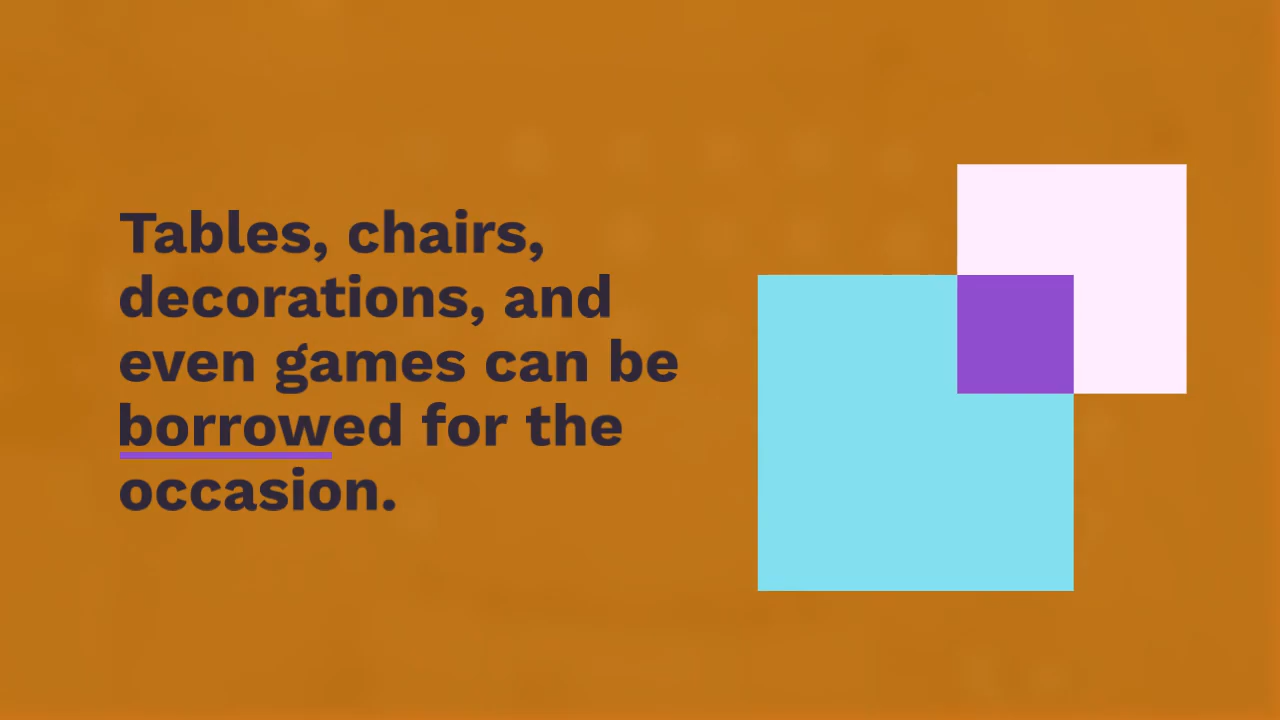 Tables, chairs,
decorations, and
even games can be
borrowed for the
occasion.